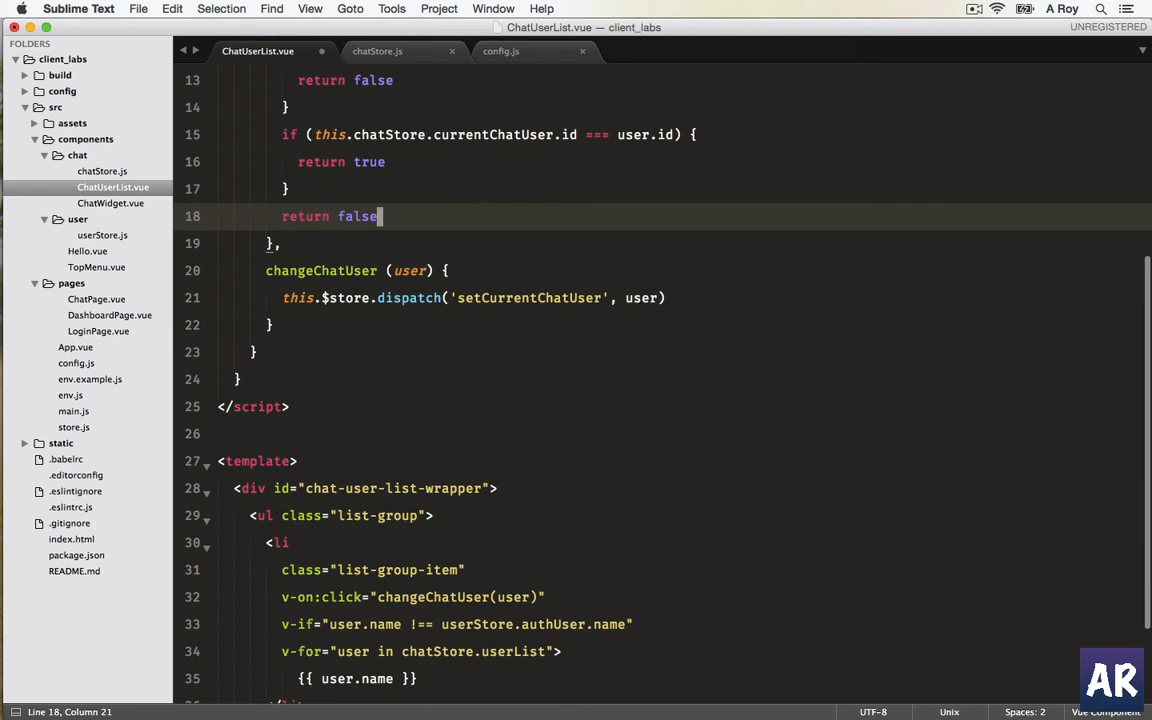 Sublime Text File Edit Selection Find View Goto Tools Project Window Help A Roy
ChatUserList.vue — client_labs UNREGISTERED
FOLDERS
client_labs
build
config
src
assets
components
chat
chatStore.js
ChatUserList.vue
ChatWidget.vue
user
userStore.js
Hello.vue
TopMenu.vue
pages
ChatPage.vue
DashboardPage.vue
LoginPage.vue
App.vue
config.js
env.example.js
env.js
main.js
store.js
static
.babelrc
.editorconfig
.eslintignore
.eslintrc.js
.gitignore
index.html
package.json
README.md
ChatUserList.vue chatStore.js config.js
13 return false
14 }
15 if (this.chatStore.currentChatUser.id === user.id) {
16 return true
17 }
18 return false
19 },
20 changeChatUser (user) {
21 this.$store.dispatch('setCurrentChatUser', user)
22 }
23 }
24 }
25 </script>
26
27 <template>
28 <div id="chat-user-list-wrapper">
29 <ul class="list-group">
30 <li
31 class="list-group-item"
32 v-on:click="changeChatUser(user)"
33 v-if="user.name !== userStore.authUser.name"
34 v-for="user in chatStore.userList">
35 {{ user.name }}
AR
Line 18, Column 21 UTF-8 Unix Spaces: 2 Vue Component